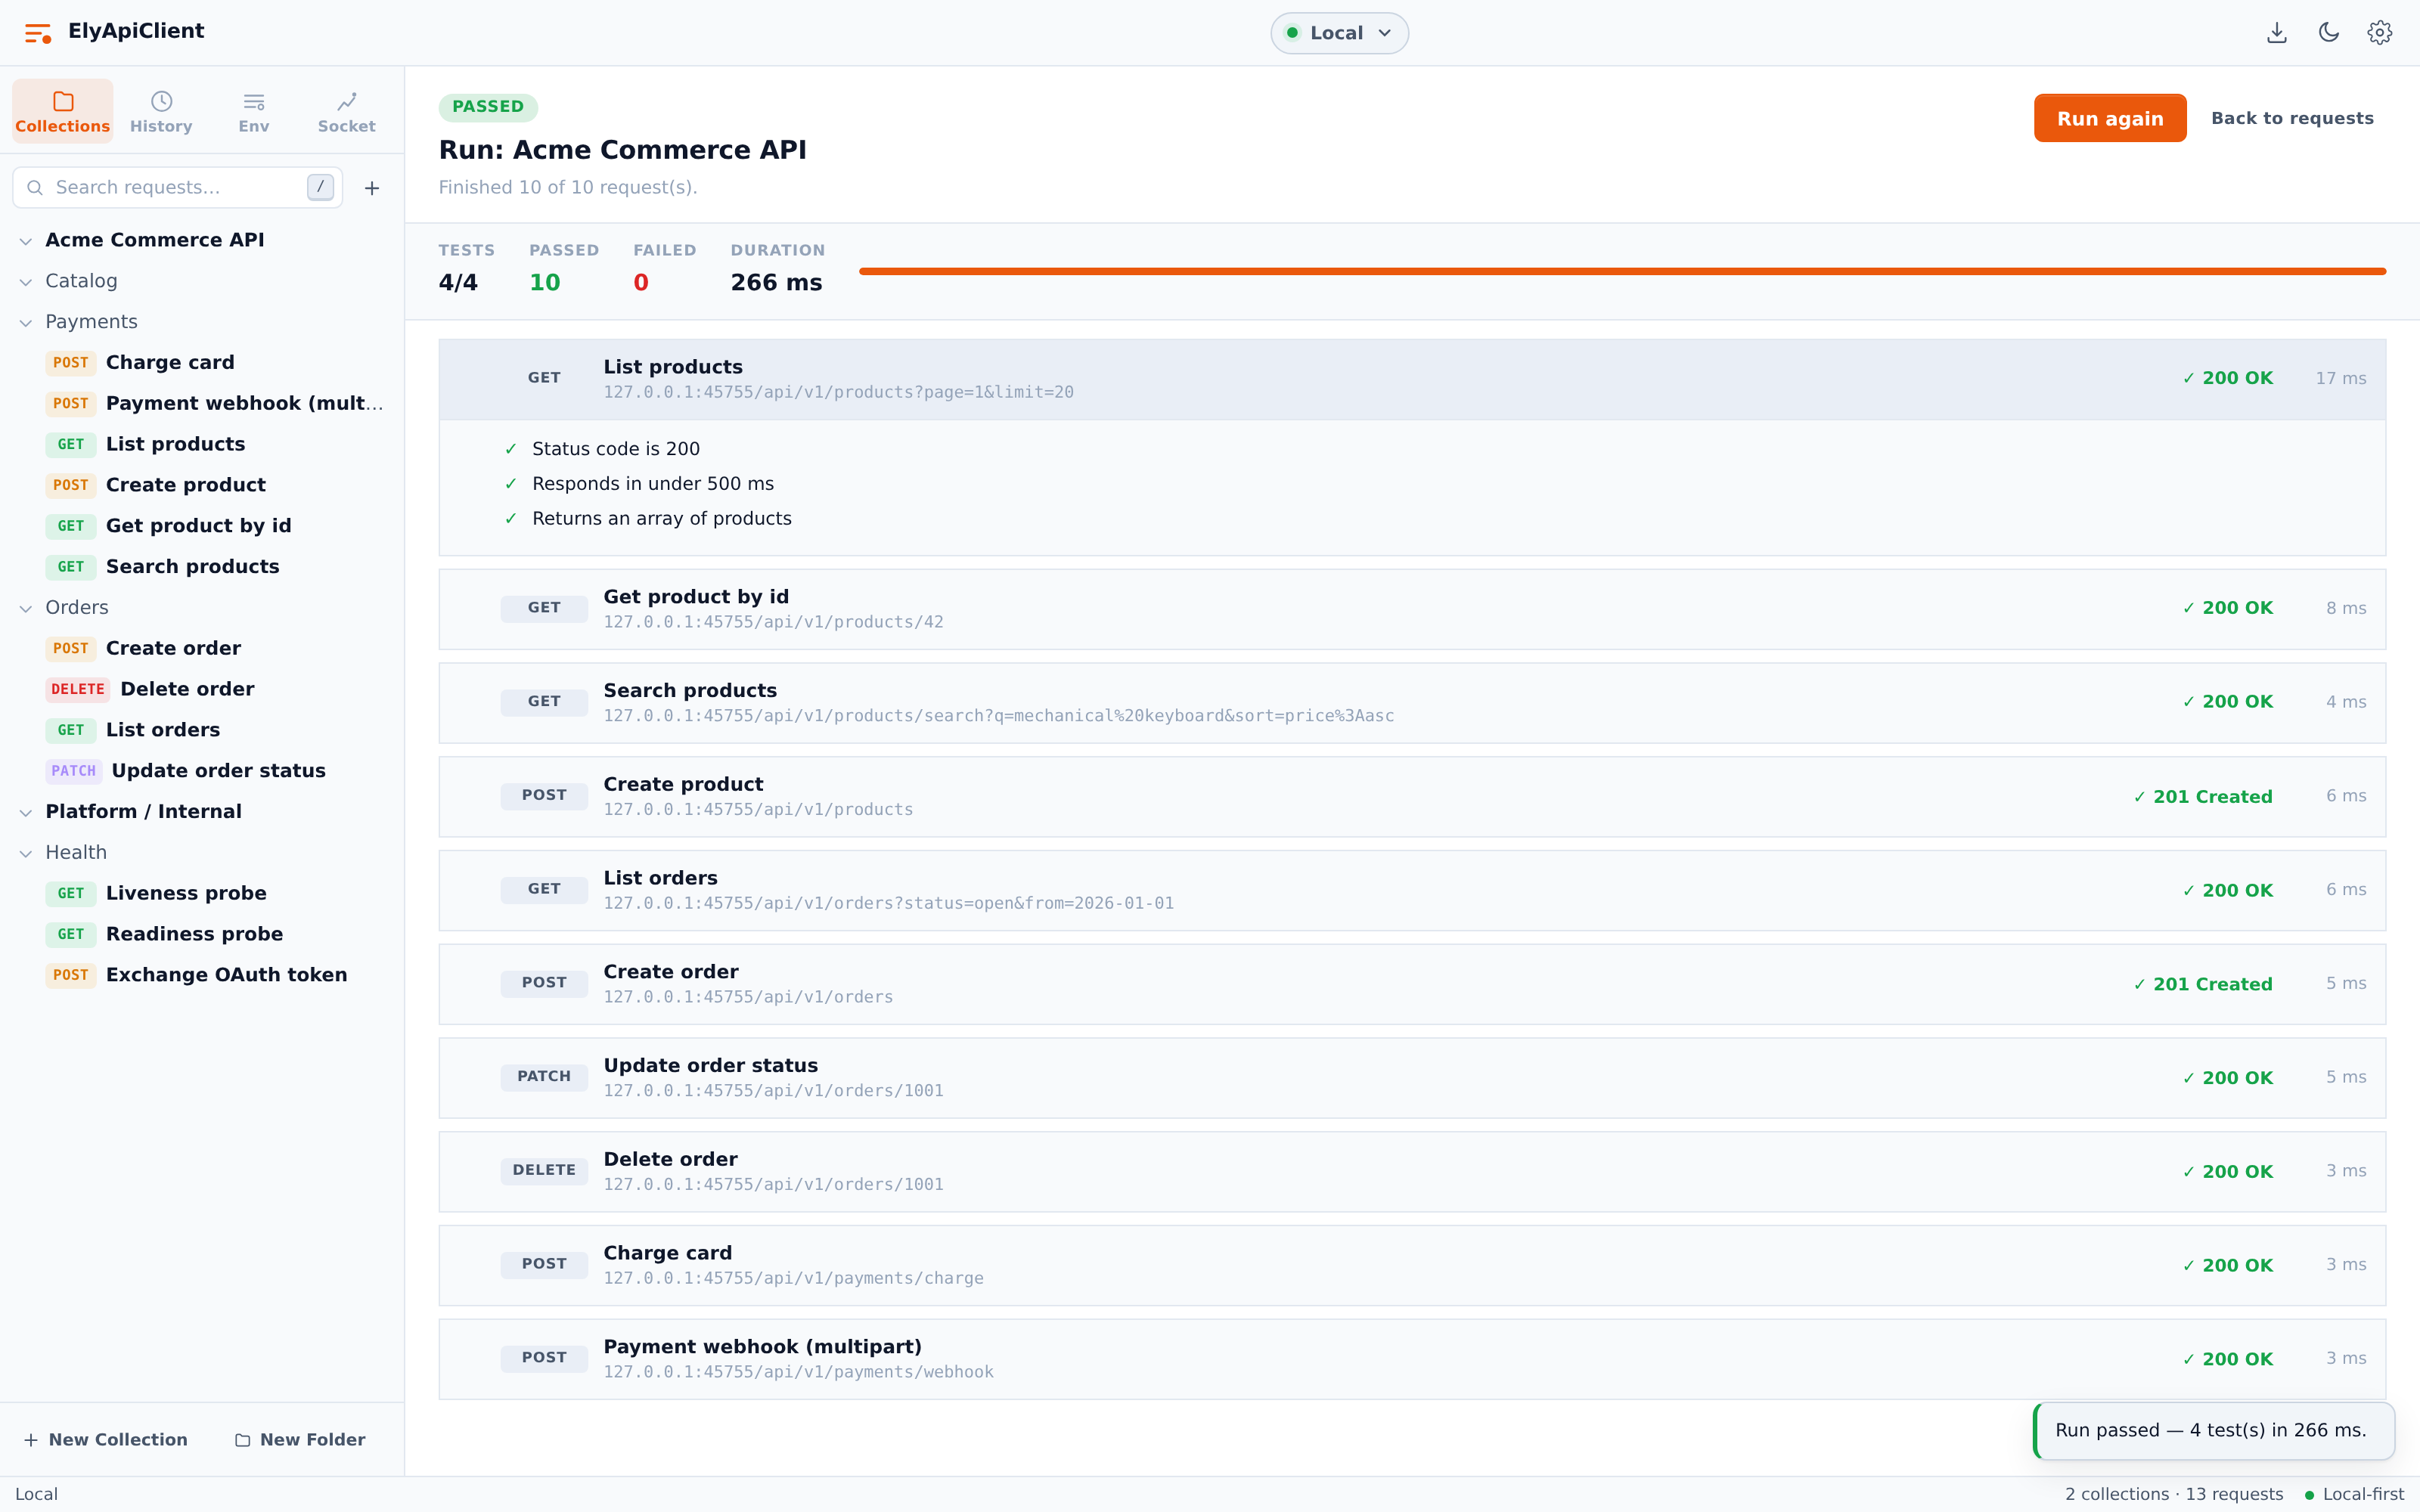 ElyApiClient
Local
Collections
History
Env
Socket
Search requests...
/
Acme Commerce API
Catalog
Payments
POST Charge card
POST Payment webhook (mult...
GET List products
POST Create product
GET Get product by id
GET Search products
Orders
POST Create order
DELETE Delete order
GET List orders
PATCH Update order status
Platform / Internal
Health
GET Liveness probe
GET Readiness probe
POST Exchange OAuth token
New Collection
New Folder
PASSED
Run: Acme Commerce API
Finished 10 of 10 request(s).
Run again
Back to requests
TESTS PASSED FAILED DURATION
4/4 10 0 266 ms
GET List products ✓ 200 OK 17 ms
127.0.0.1:45755/api/v1/products?page=1&limit=20
✓ Status code is 200
✓ Responds in under 500 ms
✓ Returns an array of products
GET Get product by id ✓ 200 OK 8 ms
127.0.0.1:45755/api/v1/products/42
GET Search products ✓ 200 OK 4 ms
127.0.0.1:45755/api/v1/products/search?q=mechanical%20keyboard&sort=price%3Aasc
POST Create product ✓ 201 Created 6 ms
127.0.0.1:45755/api/v1/products
GET List orders ✓ 200 OK 6 ms
127.0.0.1:45755/api/v1/orders?status=open&from=2026-01-01
POST Create order ✓ 201 Created 5 ms
127.0.0.1:45755/api/v1/orders
PATCH Update order status ✓ 200 OK 5 ms
127.0.0.1:45755/api/v1/orders/1001
DELETE Delete order ✓ 200 OK 3 ms
127.0.0.1:45755/api/v1/orders/1001
POST Charge card ✓ 200 OK 3 ms
127.0.0.1:45755/api/v1/payments/charge
POST Payment webhook (multipart) ✓ 200 OK 3 ms
127.0.0.1:45755/api/v1/payments/webhook
Run passed — 4 test(s) in 266 ms.
Local
2 collections · 13 requests
Local-first